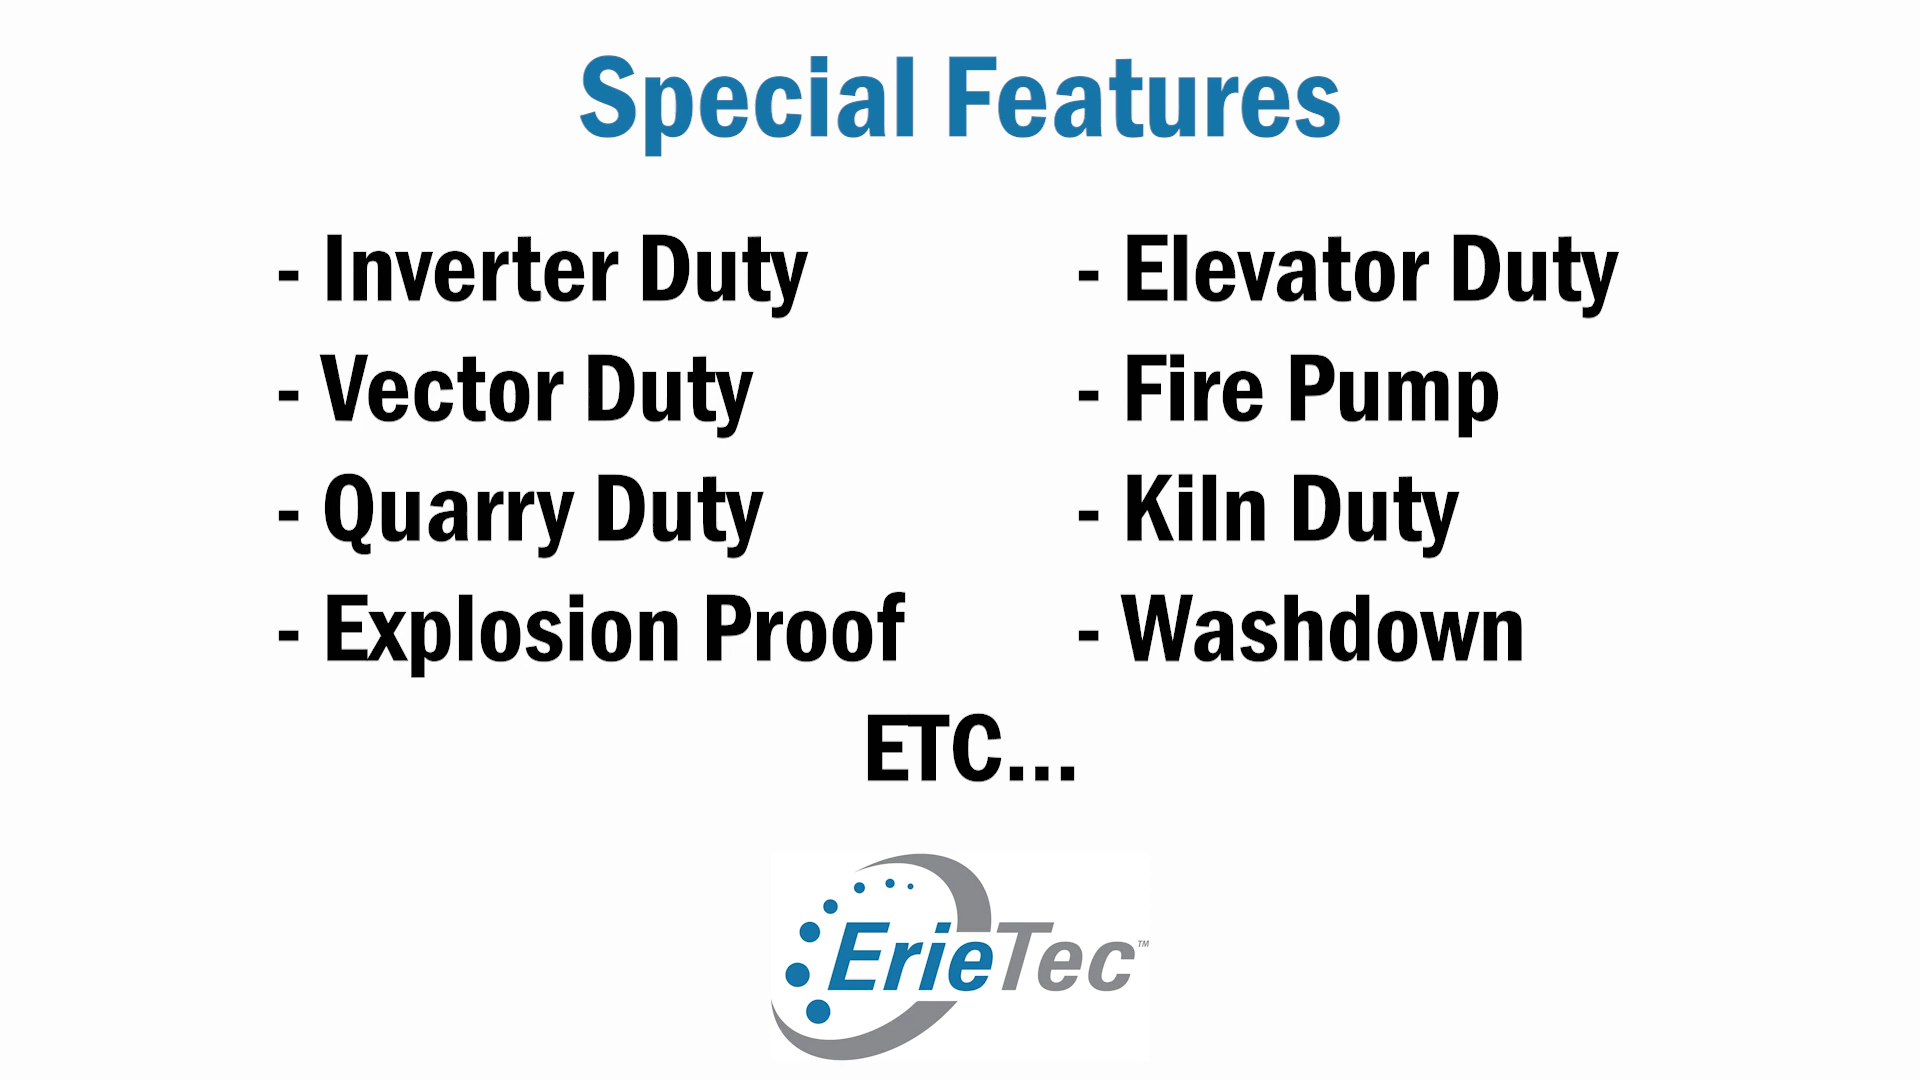 Special Features
- Inverter Duty
- Vector Duty
- Quarry Duty
- Explosion Proof
- Elevator Duty
- Fire Pump
- Kiln Duty
- Washdown
ETC...
ErieTec™